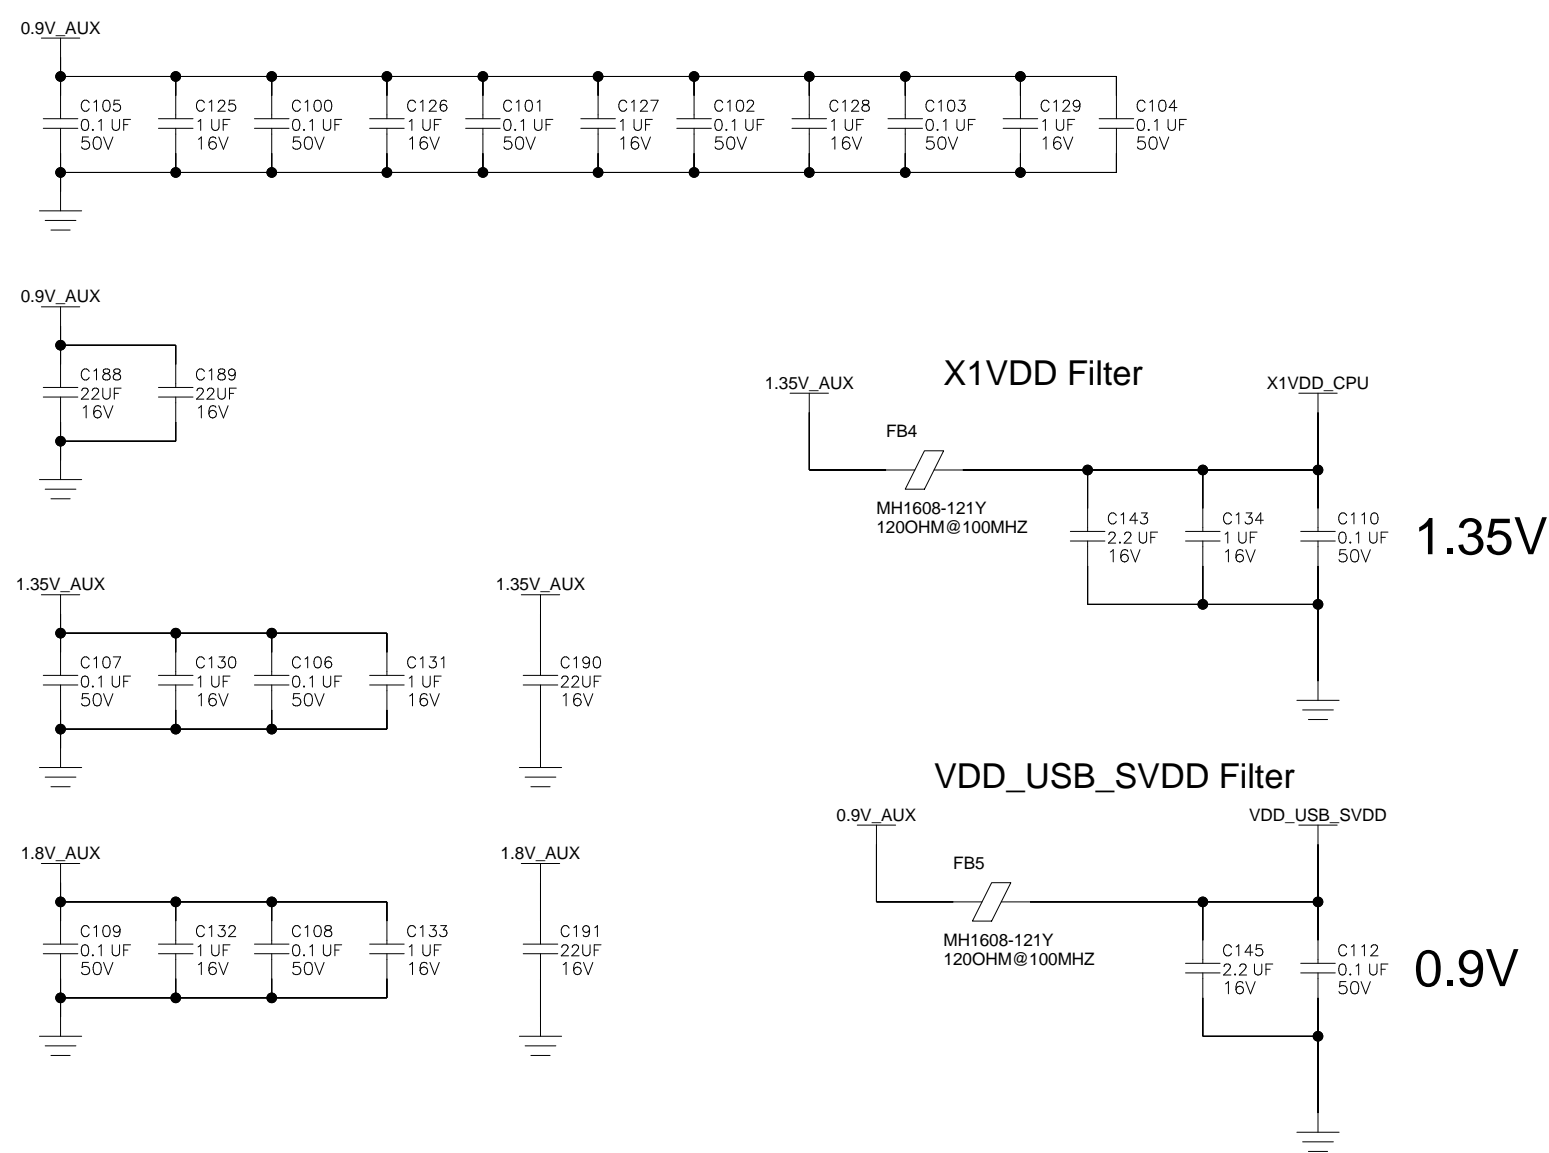 0.9V_AUX
C105
0.1 UF
50V
C125
1 UF
16V
C100
0.1 UF
50V
C126
1 UF
16V
C101
0.1 UF
50V
C127
1 UF
16V
C102
0.1 UF
50V
C128
1 UF
16V
C103
0.1 UF
50V
C129
1 UF
16V
C104
0.1 UF
50V
0.9V_AUX
C188
22UF
16V
C189
22UF
16V
X1VDD Filter
1.35V_AUX
X1VDD_CPU
FB4
MH1608-121Y
120OHM@100MHZ
C143
2.2 UF
16V
C134
1 UF
16V
C110
0.1 UF
50V
1.35V
1.35V_AUX
C107
0.1 UF
50V
C130
1 UF
16V
C106
0.1 UF
50V
C131
1 UF
16V
1.35V_AUX
C190
22UF
16V
VDD_USB_SVDD Filter
0.9V_AUX
VDD_USB_SVDD
FB5
MH1608-121Y
120OHM@100MHZ
C145
2.2 UF
16V
C112
0.1 UF
50V
0.9V
1.8V_AUX
C109
0.1 UF
50V
C132
1 UF
16V
C108
0.1 UF
50V
C133
1 UF
16V
1.8V_AUX
C191
22UF
16V